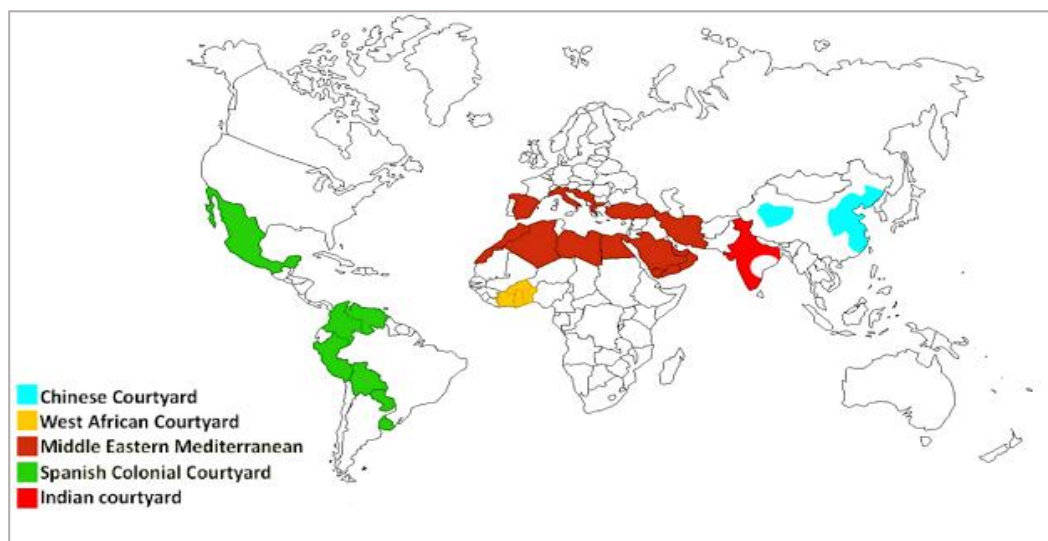 Chinese Courtyard
West African Courtyard
Middle Eastern Mediterranean
Spanish Colonial Courtyard
Indian courtyard